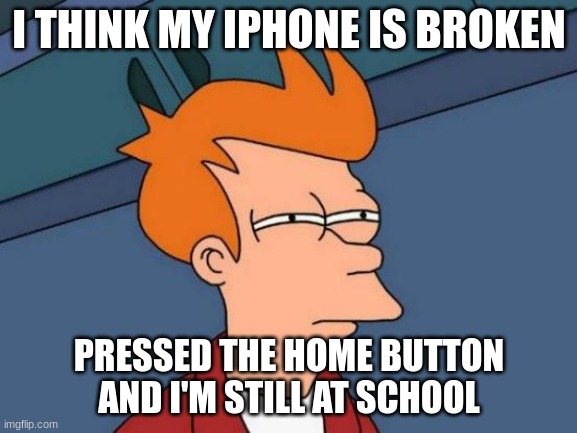 I THINK MY IPHONE IS BROKEN
PRESSED THE HOME BUTTON
AND I'M STILL AT SCHOOL
imgflip.com